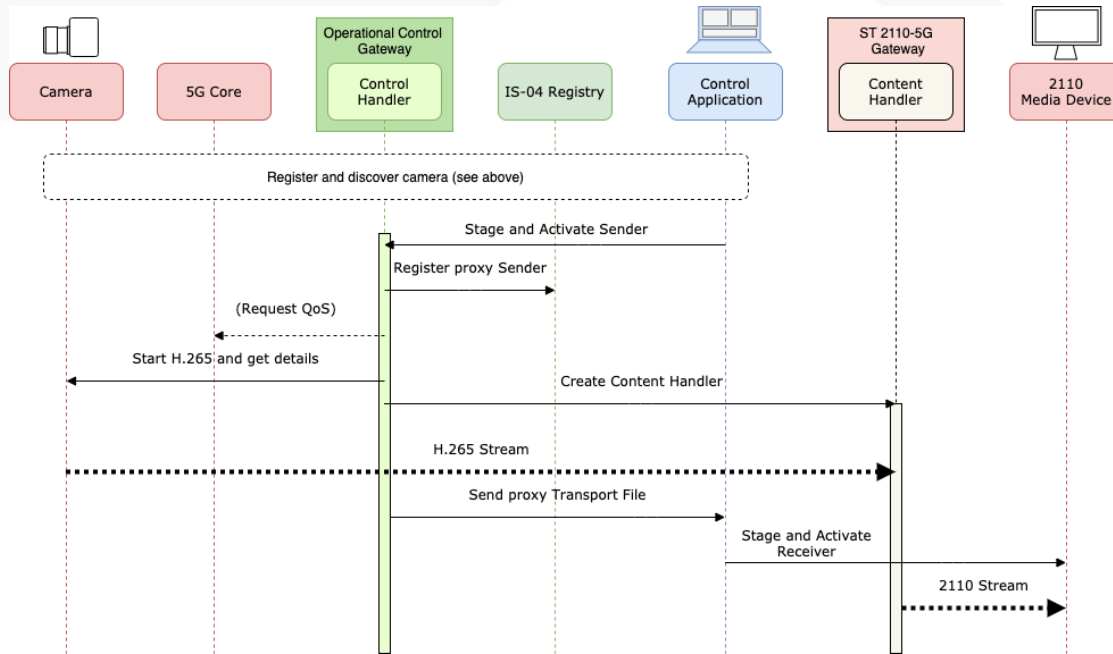 Operational Control
Gateway
ST 2110-5G
Gateway
Camera
5G Core
Control
Handler
IS-04 Registry
Control
Application
Content
Handler
2110
Media Device
Register and discover camera (see above)
Stage and Activate Sender
Register proxy Sender
(Request QoS)
Start H.265 and get details
Create Content Handler
H.265 Stream
Send proxy Transport File
Stage and Activate
Receiver
2110 Stream